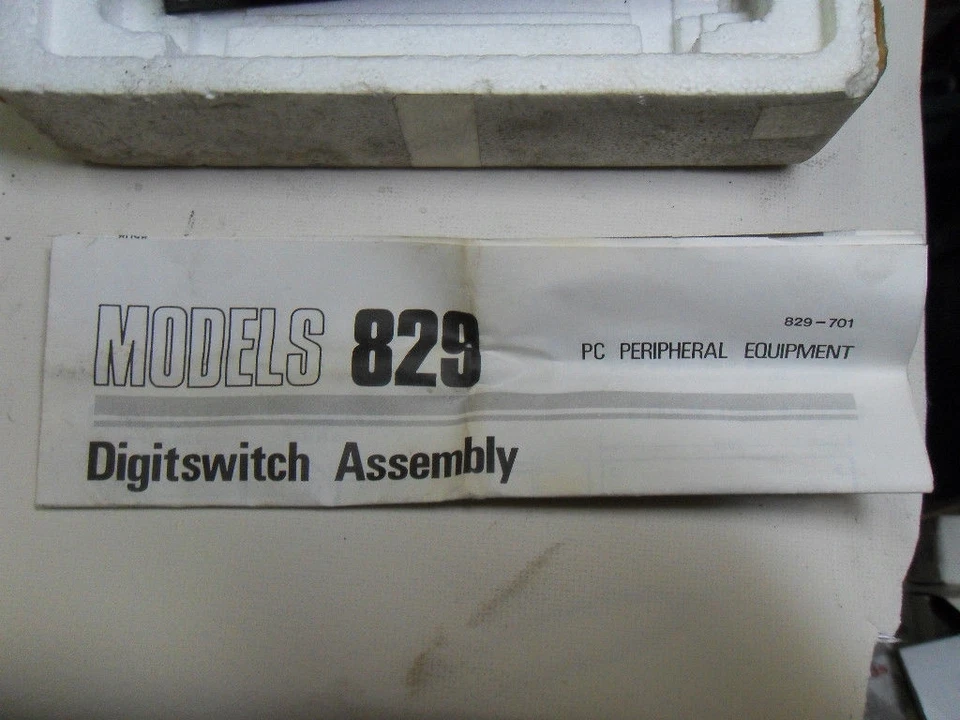 MODELS 829
829-701
PC PERIPHERAL EQUIPMENT
Digitswitch Assembly